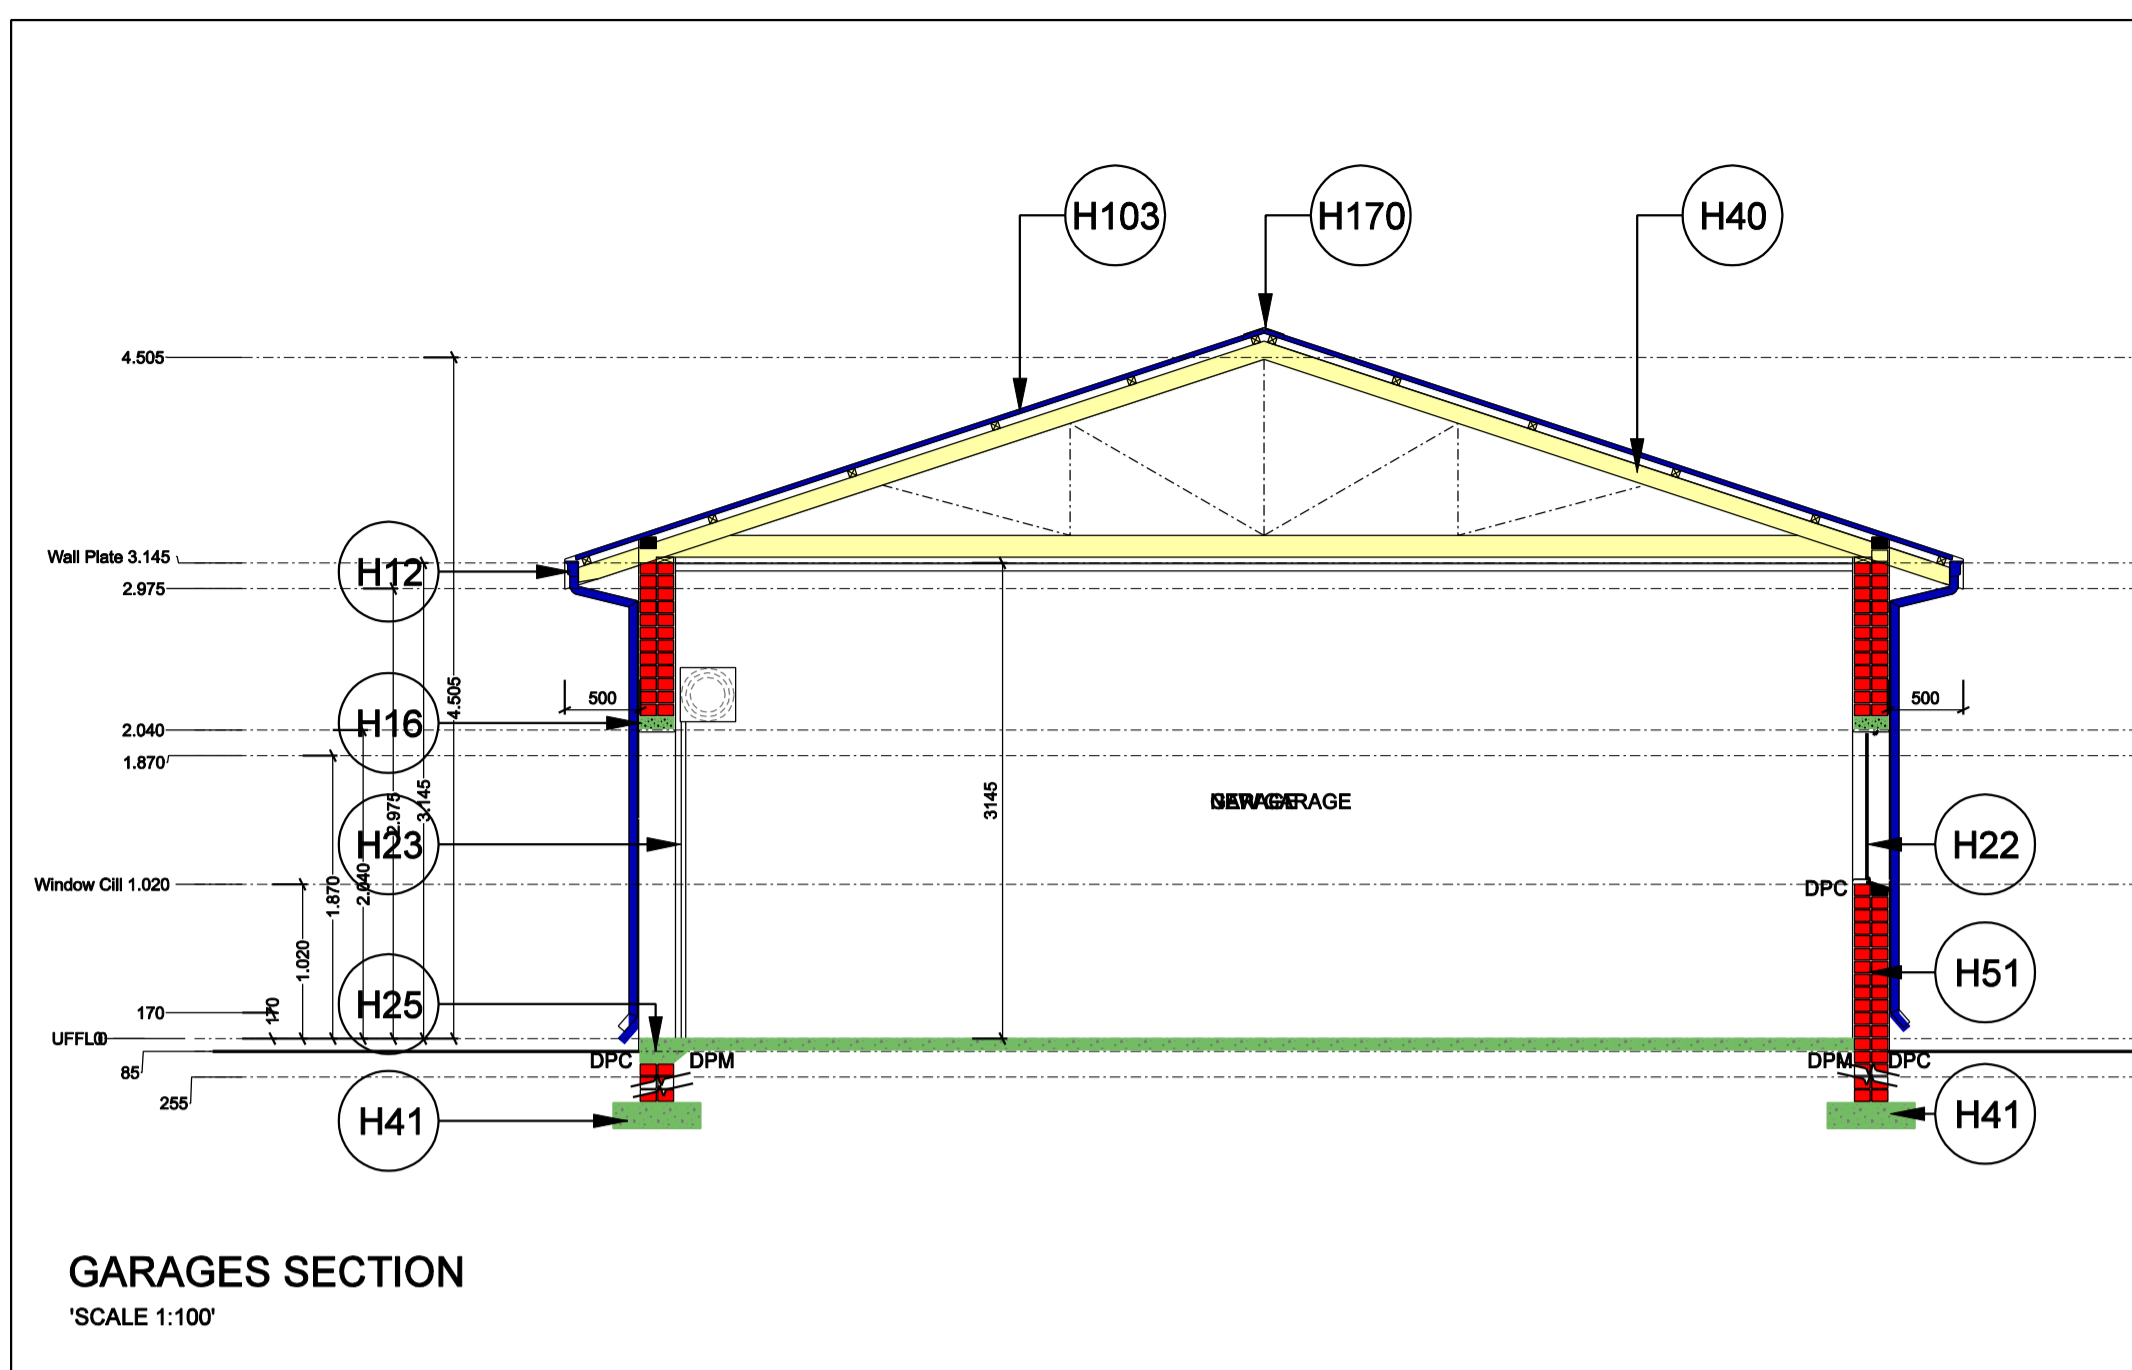 H103
H170
H40
4.505
Wall Plate 3.145
H12
2.975
4.505
500
500
H16
2.040
1.870
3.145
2.975
3145
GARAGE
NEW GARAGE
H23
H22
2.040
1.870
Window Cill 1.020
DPC
1.020
H51
H25
170
170
UFFL 0
DPC
DPM
DPM
DPC
85
255
H41
H41
GARAGES SECTION
'SCALE 1:100'